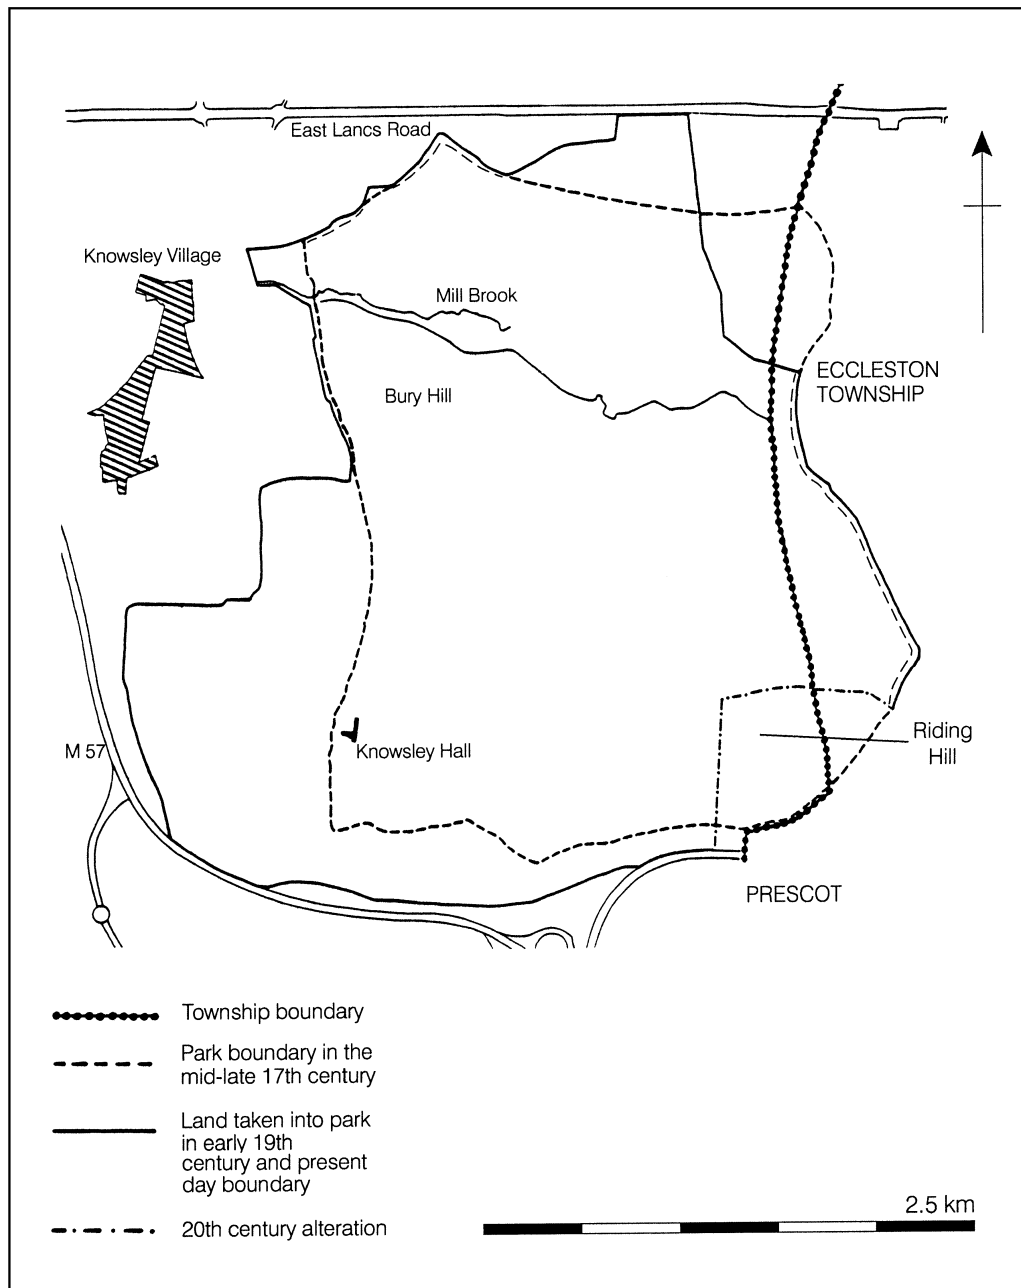 East Lancs Road
Knowsley Village
Mill Brook
Bury Hill
ECCLESTON
TOWNSHIP
M 57
Knowsley Hall
Riding
Hill
PRESCOT
Township boundary
Park boundary in the
mid-late 17th century
Land taken into park
in early 19th
century and present
day boundary
20th century alteration
2.5 km